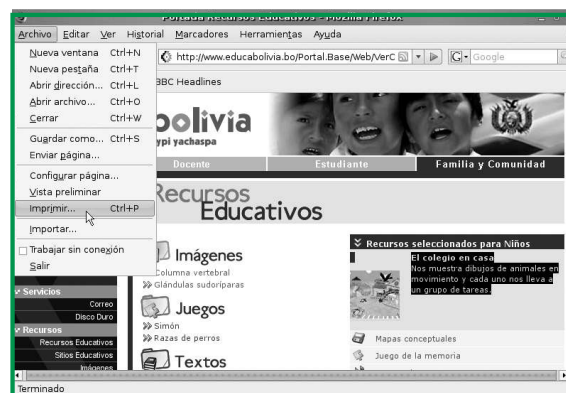 Portada Recursos Educativos - Mozilla Firefox
Archivo Editar Ver Historial Marcadores Herramientas Ayuda
Nueva ventana Ctrl+N
Nueva pestaña Ctrl+T
Abrir dirección... Ctrl+L
Abrir archivo... Ctrl+O
Cerrar Ctrl+W
Guardar como... Ctrl+S
Enviar página...
Configurar página...
Vista preliminar
Imprimir... Ctrl+P
Importar...
Trabajar sin conexión
Salir
http://www.educabolivia.bo/Portal.Base/Web/VerC
G Google
BBC Headlines
bolivia
ypi yachaspa
Docente Estudiante Familia y Comunidad
Recursos
Educativos
Imágenes
Columna vertebral
Glándulas sudoríparas
Juegos
Simón
Razas de perros
Textos
Recursos seleccionados para Niños
El colegio en casa
Nos muestra dibujos de animales en
movimiento y cada uno nos lleva a
un grupo de tareas.
Mapas conceptuales
Juego de la memoria
Servicios
Correo
Disco Duro
Recursos
Recursos Educativos
Sitios Educativos
Imágenes
Terminado